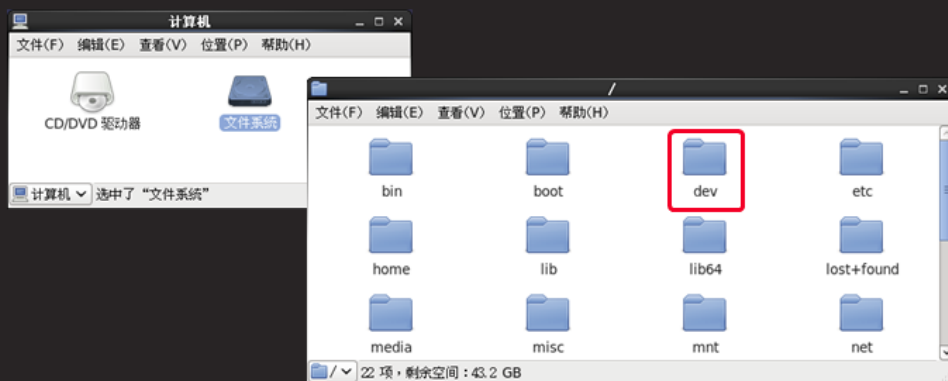 计算机
文件(F) 编辑(E) 查看(V) 位置(P) 帮助(H)
CD/DVD 驱动器
文件系统
计算机 选中了“文件系统”
/
文件(F) 编辑(E) 查看(V) 位置(P) 帮助(H)
bin boot dev etc
home lib lib64 lost+found
media misc mnt net
/ 22 项，剩余空间：43.2 GB